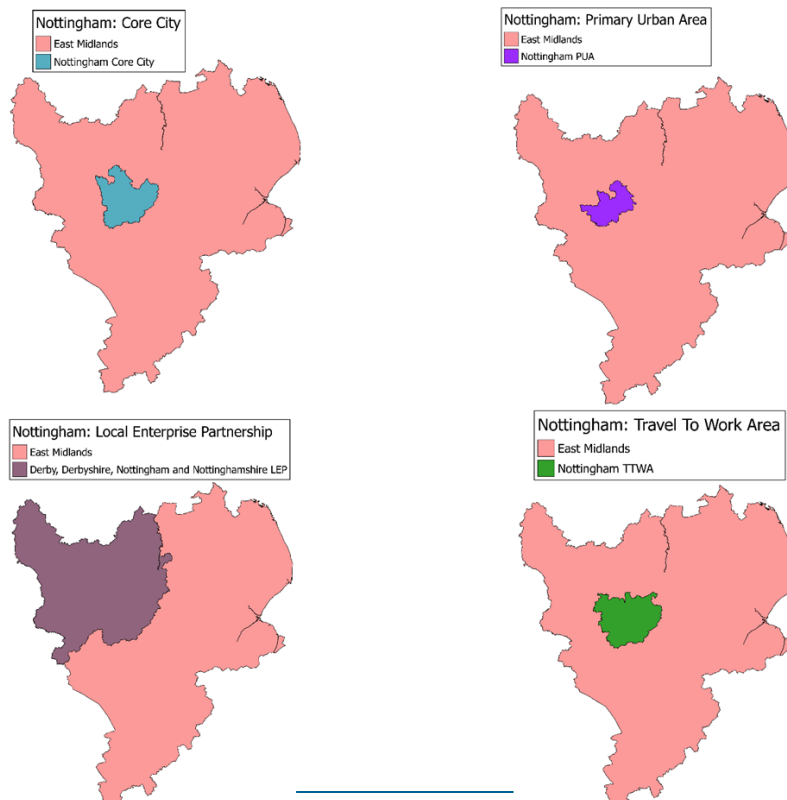 Nottingham: Core City
East Midlands
Nottingham Core City
Nottingham: Primary Urban Area
East Midlands
Nottingham PUA
Nottingham: Local Enterprise Partnership
East Midlands
Derby, Derbyshire, Nottingham and Nottinghamshire LEP
Nottingham: Travel To Work Area
East Midlands
Nottingham TTWA